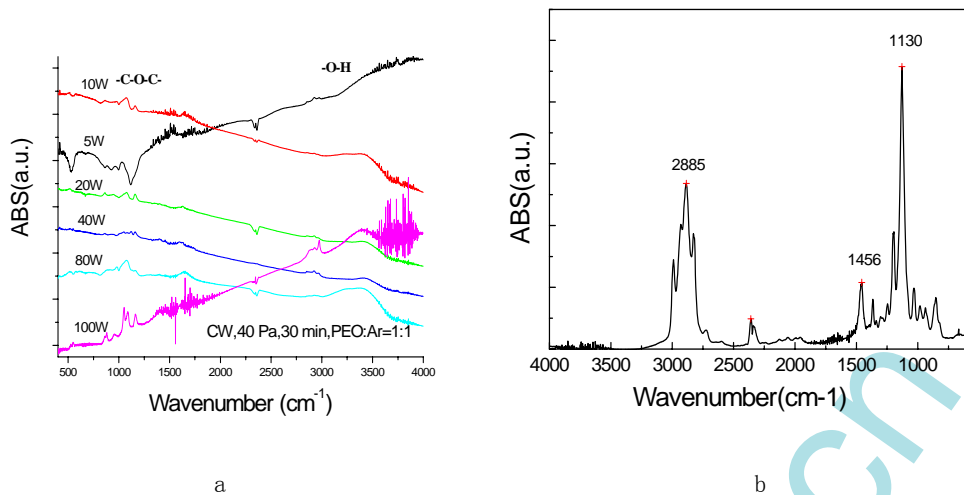 -C-O-C-
-O-H
10W
5W
20W
40W
80W
100W
CW,40 Pa,30 min,PEO:Ar=1:1
ABS(a.u.)
500 1000 1500 2000 2500 3000 3500 4000
Wavenumber (cm-1)
a
1130
2885
1456
ABS(a.u.)
4000 3000 2500 2000 1500 1000
Wavenumber(cm-1)
b
cn